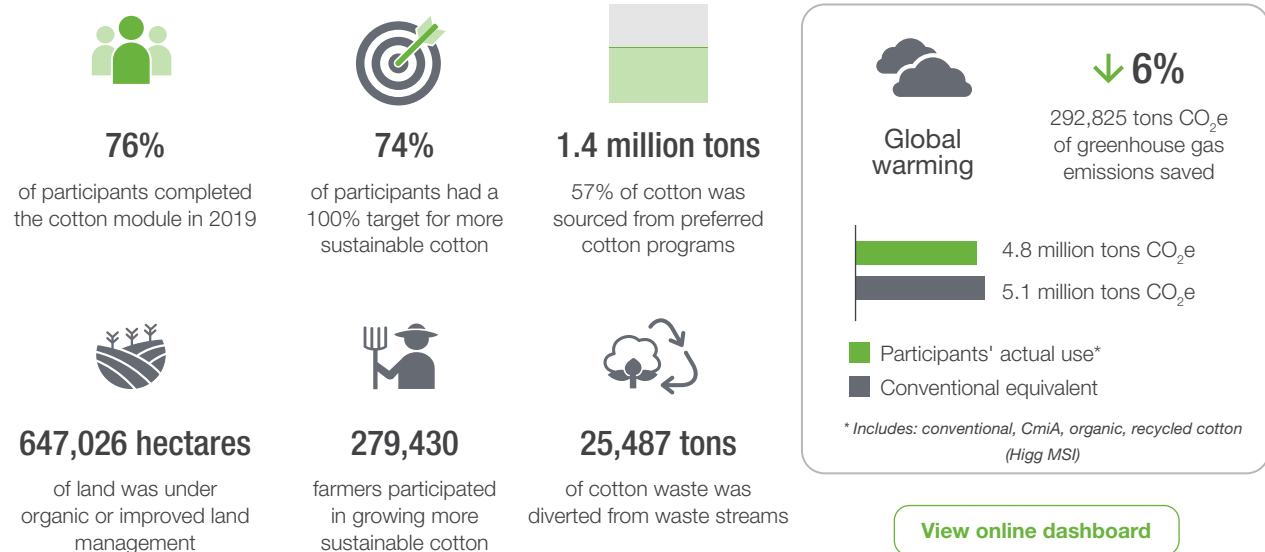 76%
of participants completed
the cotton module in 2019
74%
of participants had a
100% target for more
sustainable cotton
1.4 million tons
57% of cotton was
sourced from preferred
cotton programs
647,026 hectares
of land was under
organic or improved land
management
279,430
farmers participated
in growing more
sustainable cotton
25,487 tons
of cotton waste was
diverted from waste streams
Global
warming
6%
292,825 tons CO₂e
of greenhouse gas
emissions saved
4.8 million tons CO₂e
5.1 million tons CO₂e
Participants' actual use*
Conventional equivalent
* Includes: conventional, CmiA, organic, recycled cotton
(Higg MSI)
View online dashboard